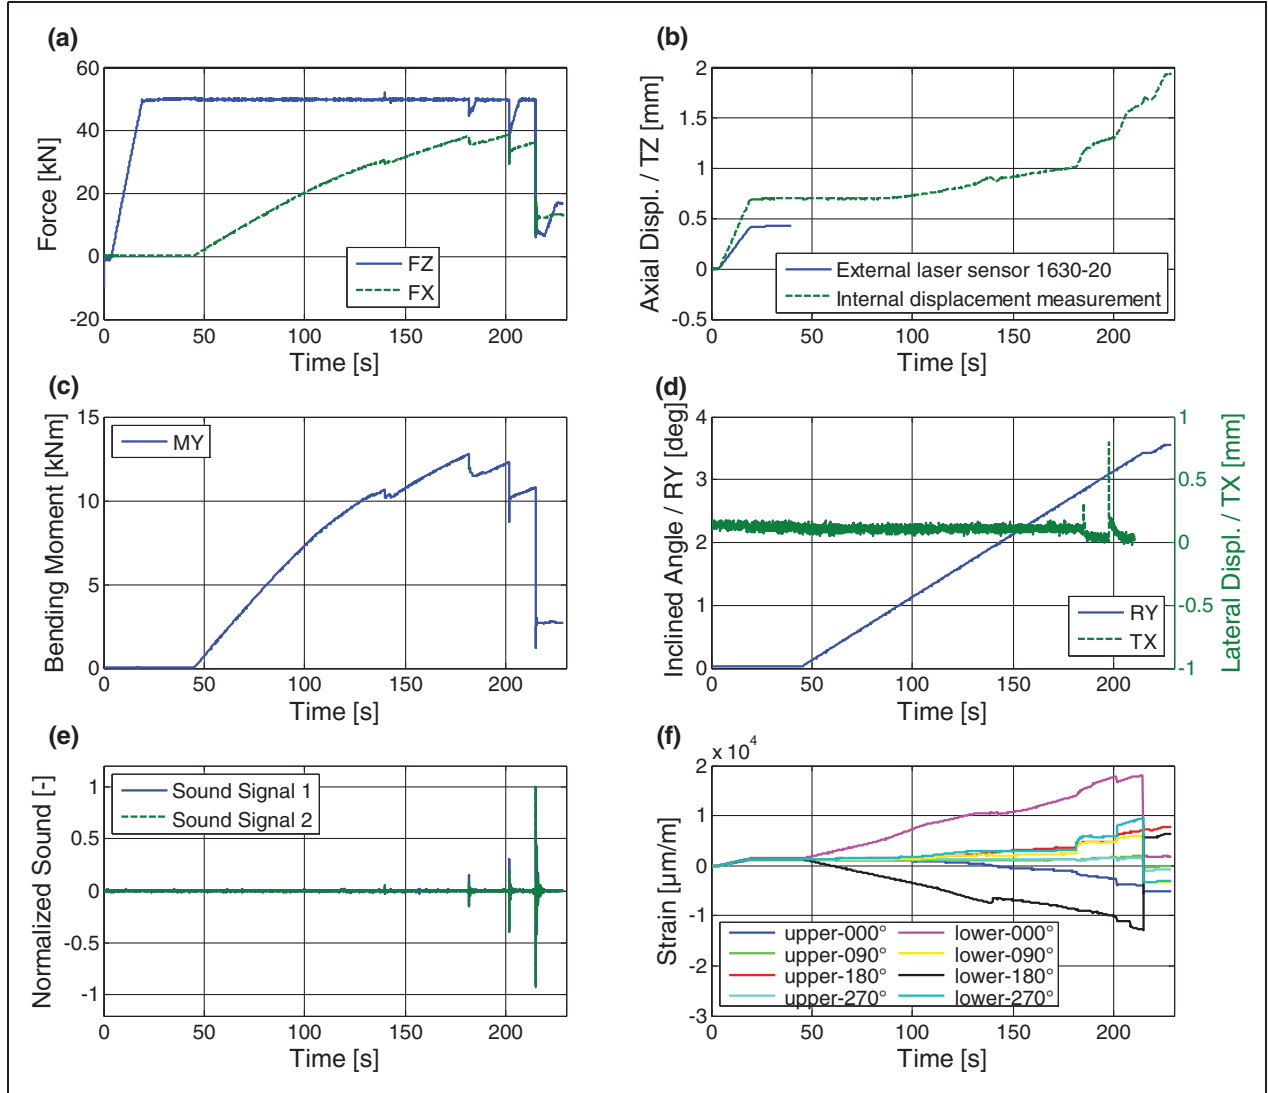 (a)
60
40
20
0
-20
0 50 100 150 200
Force [kN]
Time [s]
FZ
FX
(b)
2
1.5
1
0.5
0
-0.5
0 50 100 150 200
Axial Displ. / TZ [mm]
Time [s]
External laser sensor 1630-20
Internal displacement measurement
(c)
15
10
5
0
0 50 100 150 200
Bending Moment [kNm]
Time [s]
MY
(d)
4
3
2
1
0
0 50 100 150 200
Inclined Angle / RY [deg]
1
0.5
0
-0.5
-1
Lateral Displ. / TX [mm]
Time [s]
RY
TX
(e)
1
0.5
0
-0.5
-1
0 50 100 150 200
Normalized Sound [-]
Time [s]
Sound Signal 1
Sound Signal 2
(f)
x 10⁴
2
1
0
-1
-2
-3
0 50 100 150 200
Strain [µm/m]
Time [s]
upper-000°
upper-090°
upper-180°
upper-270°
lower-000°
lower-090°
lower-180°
lower-270°